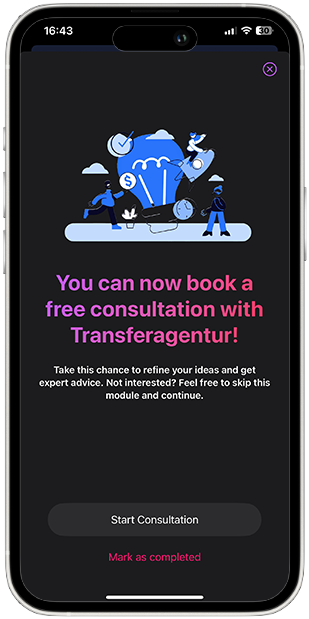 16:43
30
$
You can now book a
free consultation with
Transferagentur!
Take this chance to refine your ideas and get
expert advice. Not interested? Feel free to skip this
module and continue.
Start Consultation
Mark as completed